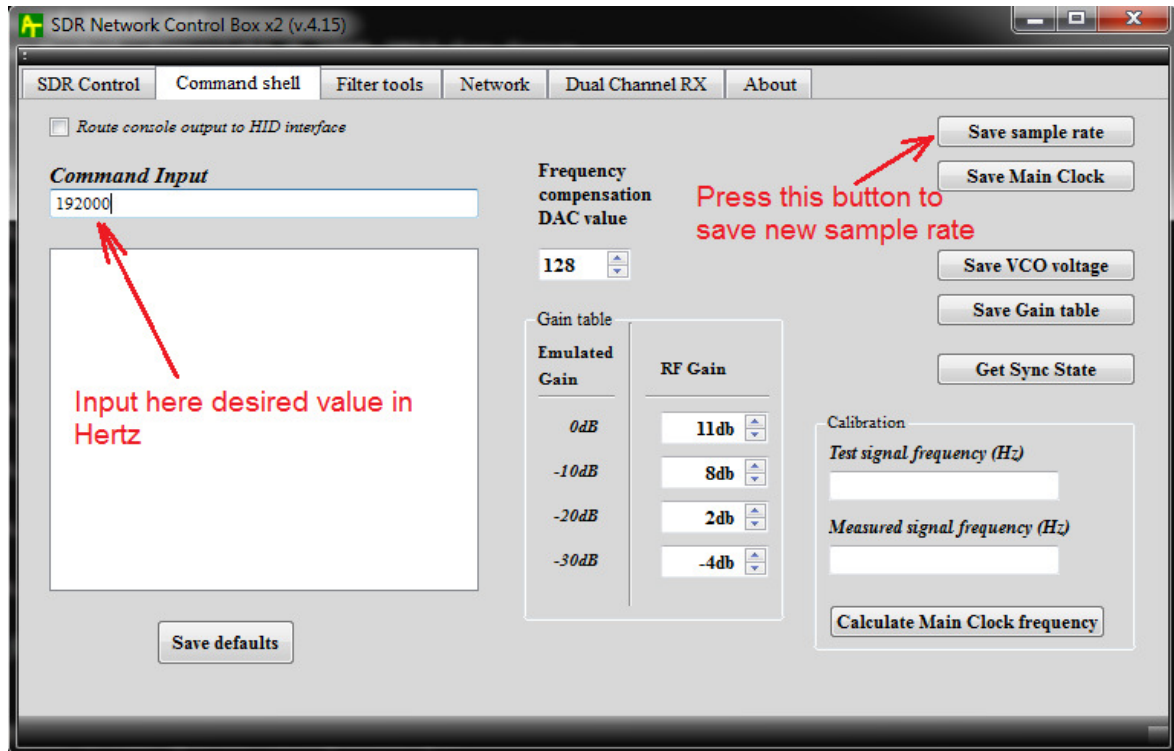 SDR Network Control Box x2 (v.4.15)
SDR Control
Command shell
Filter tools
Network
Dual Channel RX
About
Route console output to HID interface
Command Input
192000
Input here desired value in
Hertz
Save defaults
Frequency
compensation
DAC value
128
Gain table
Emulated
Gain
RF Gain
0dB
11db
-10dB
8db
-20dB
2db
-30dB
-4db
Press this button to
save new sample rate
Save sample rate
Save Main Clock
Save VCO voltage
Save Gain table
Get Sync State
Calibration
Test signal frequency (Hz)
Measured signal frequency (Hz)
Calculate Main Clock frequency